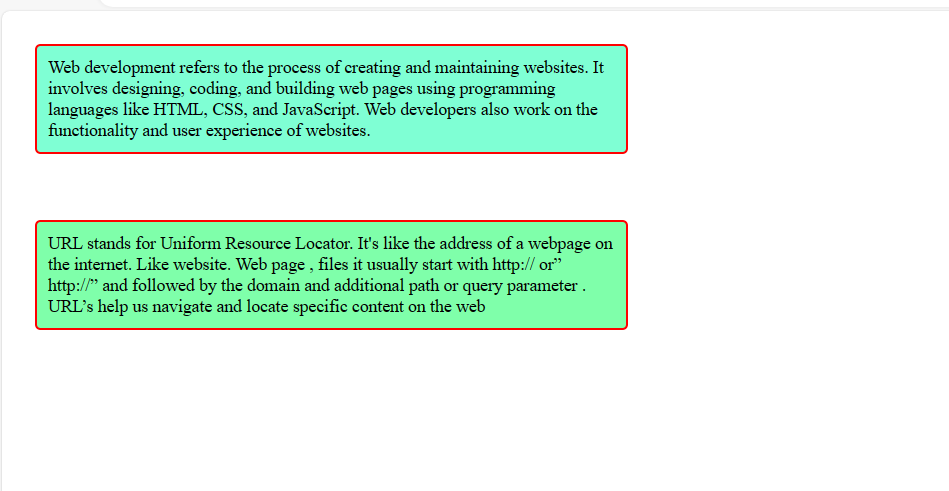 Web development refers to the process of creating and maintaining websites. It
involves designing, coding, and building web pages using programming
languages like HTML, CSS, and JavaScript. Web developers also work on the
functionality and user experience of websites.
URL stands for Uniform Resource Locator. It's like the address of a webpage on
the internet. Like website. Web page , files it usually start with http:// or”
http://” and followed by the domain and additional path or query parameter .
URL’s help us navigate and locate specific content on the web